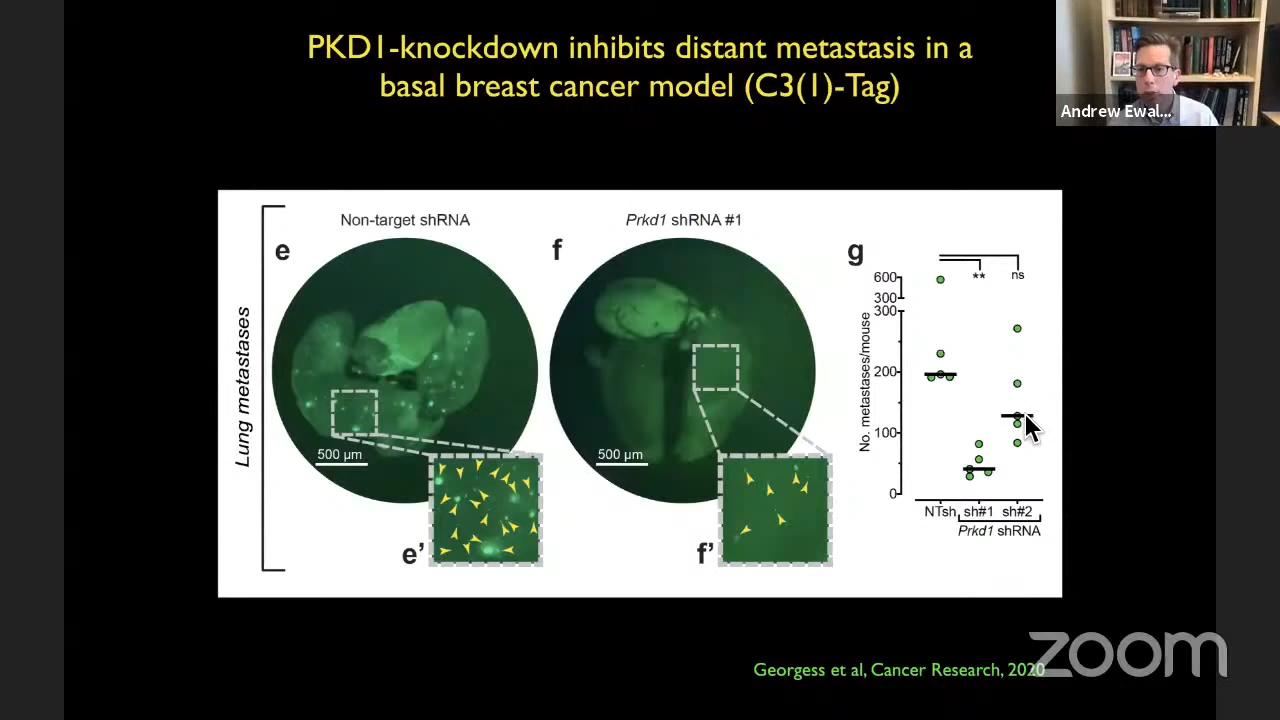 PKD1-knockdown inhibits distant metastasis in a
basal breast cancer model (C3(1)-Tag)
Andrew Ewal...
Lung metastases
e
Non-target shRNA
500 µm
e’
f
Prkd1 shRNA #1
500 µm
f’
g
** ns
No. metastases/mouse
600
300
300
200
100
0
NTsh sh#1 sh#2
Prkd1 shRNA
Georgess et al, Cancer Research, 2020
zoom